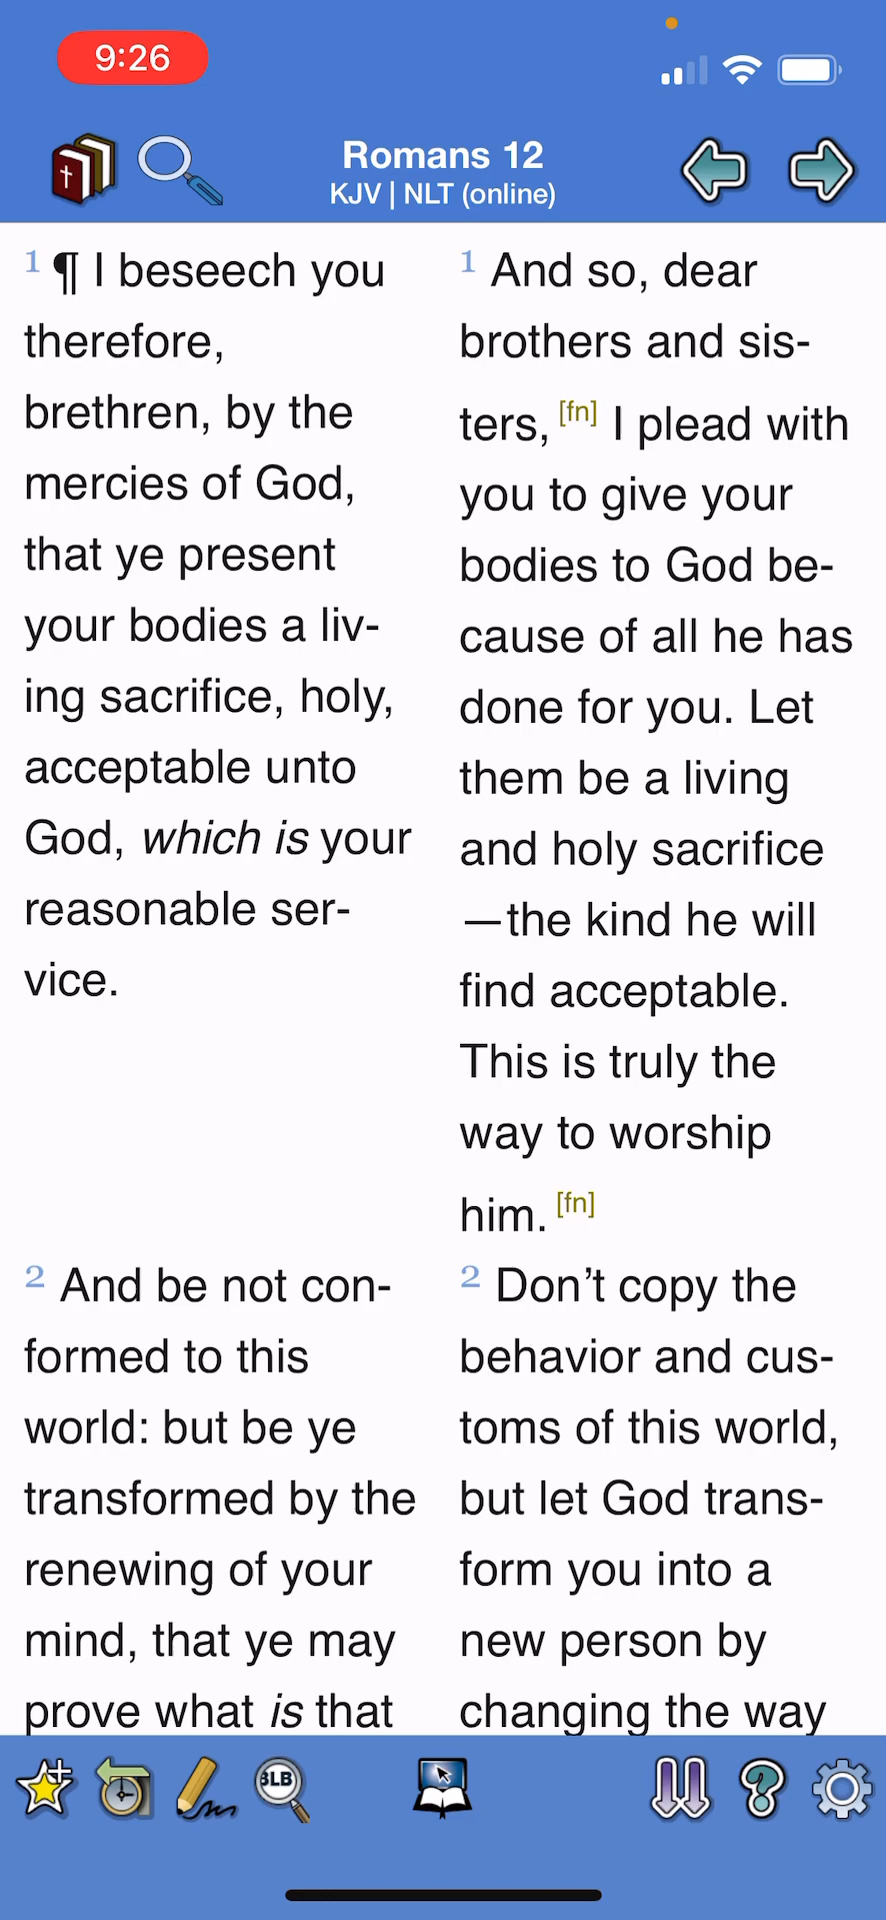 9:26
Romans 12
KJV | NLT (online)
1 ¶ I beseech you
therefore,
brethren, by the
mercies of God,
that ye present
your bodies a liv-
ing sacrifice, holy,
acceptable unto
God, which is your
reasonable ser-
vice.
1 And so, dear
brothers and sis-
ters, [fn] I plead with
you to give your
bodies to God be-
cause of all he has
done for you. Let
them be a living
and holy sacrifice
—the kind he will
find acceptable.
This is truly the
way to worship
him. [fn]
2 And be not con-
formed to this
world: but be ye
transformed by the
renewing of your
mind, that ye may
prove what is that
2 Don’t copy the
behavior and cus-
toms of this world,
but let God trans-
form you into a
new person by
changing the way
BLB